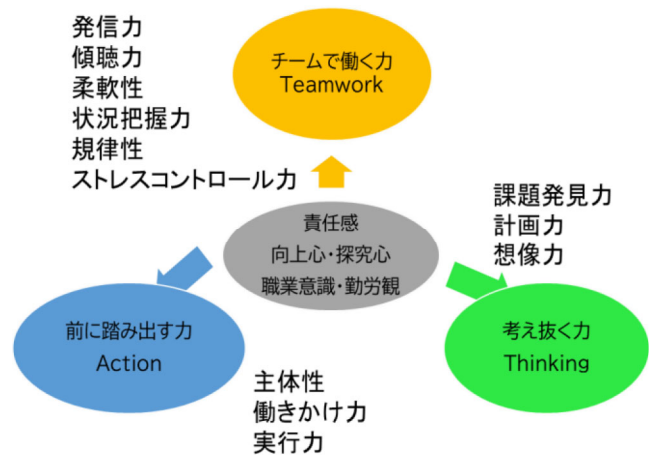 発信力
傾聴力
柔軟性
状況把握力
規律性
ストレスコントロール力
チームで働く力
Teamwork
責任感
向上心・探究心
職業意識・勤労観
課題発見力
計画力
想像力
前に踏み出す力
Action
主体性
働きかけ力
実行力
考え抜く力
Thinking